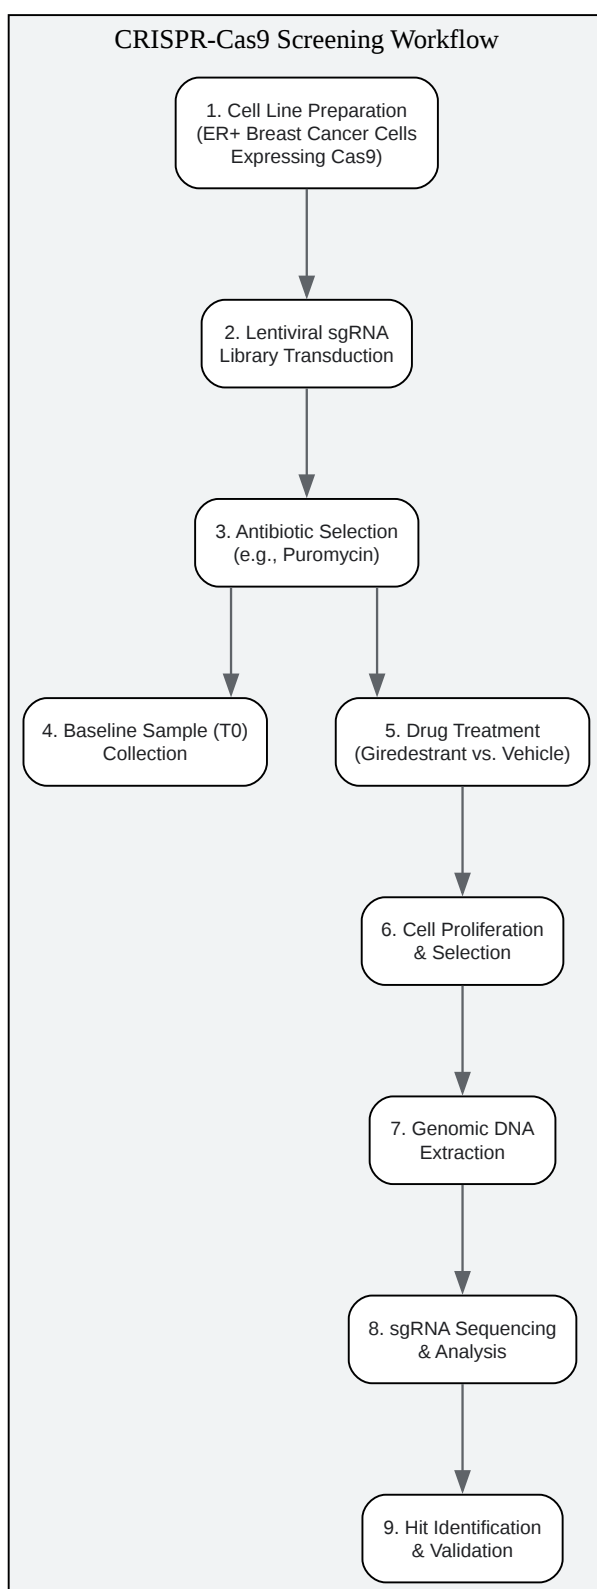 CRISPR-Cas9 Screening Workflow
1. Cell Line Preparation
(ER+ Breast Cancer Cells
Expressing Cas9)
2. Lentiviral sgRNA
Library Transduction
3. Antibiotic Selection
(e.g., Puromycin)
4. Baseline Sample (T0)
Collection
5. Drug Treatment
(Giredestrant vs. Vehicle)
6. Cell Proliferation
& Selection
7. Genomic DNA
Extraction
8. sgRNA Sequencing
& Analysis
9. Hit Identification
& Validation